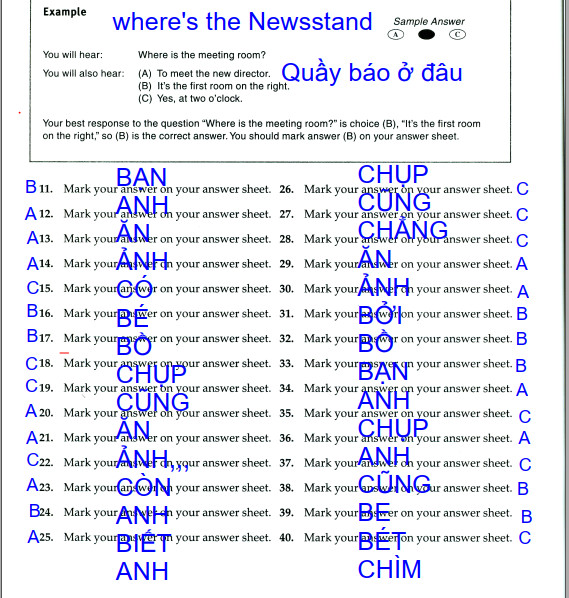 Example
where's the Newsstand
Sample Answer
A C
You will hear: Where is the meeting room?
You will also hear: (A) To meet the new director.
Quầy báo ở đâu
(B) It's the first room on the right.
(C) Yes, at two o'clock.
Your best response to the question "Where is the meeting room?" is choice (B), "It's the first room
on the right," so (B) is the correct answer. You should mark answer (B) on your answer sheet.
BẠN CHỤP
B 11. Mark your answer on your answer sheet. 26. Mark your answer on your answer sheet. C
ANH CŨNG
A 12. Mark your answer on your answer sheet. 27. Mark your answer on your answer sheet. C
ĂN CHẲNG
A 13. Mark your answer on your answer sheet. 28. Mark your answer on your answer sheet. C
ẢNH ĂN
A 14. Mark your answer on your answer sheet. 29. Mark your answer on your answer sheet. A
CÓ ẢNH
C 15. Mark your answer on your answer sheet. 30. Mark your answer on your answer sheet. A
BÉ BỞI
B 16. Mark your answer on your answer sheet. 31. Mark your answer on your answer sheet. B
BỒ BỒ
B 17. Mark your answer on your answer sheet. 32. Mark your answer on your answer sheet. B
CHỤP BẠN
C 18. Mark your answer on your answer sheet. 33. Mark your answer on your answer sheet. B
CŨNG ANH
C 19. Mark your answer on your answer sheet. 34. Mark your answer on your answer sheet. A
ĂN CHỤP
A 20. Mark your answer on your answer sheet. 35. Mark your answer on your answer sheet. C
ẢNH,,, ANH
A 21. Mark your answer on your answer sheet. 36. Mark your answer on your answer sheet. A
C 22. Mark your answer on your answer sheet. 37. Mark your answer on your answer sheet. C
CÒN CŨNG
A 23. Mark your answer on your answer sheet. 38. Mark your answer on your answer sheet. B
ANH BE
B 24. Mark your answer on your answer sheet. 39. Mark your answer on your answer sheet. B
BIẾT BÉT
A 25. Mark your answer on your answer sheet. 40. Mark your answer on your answer sheet. C
ANH CHÌM